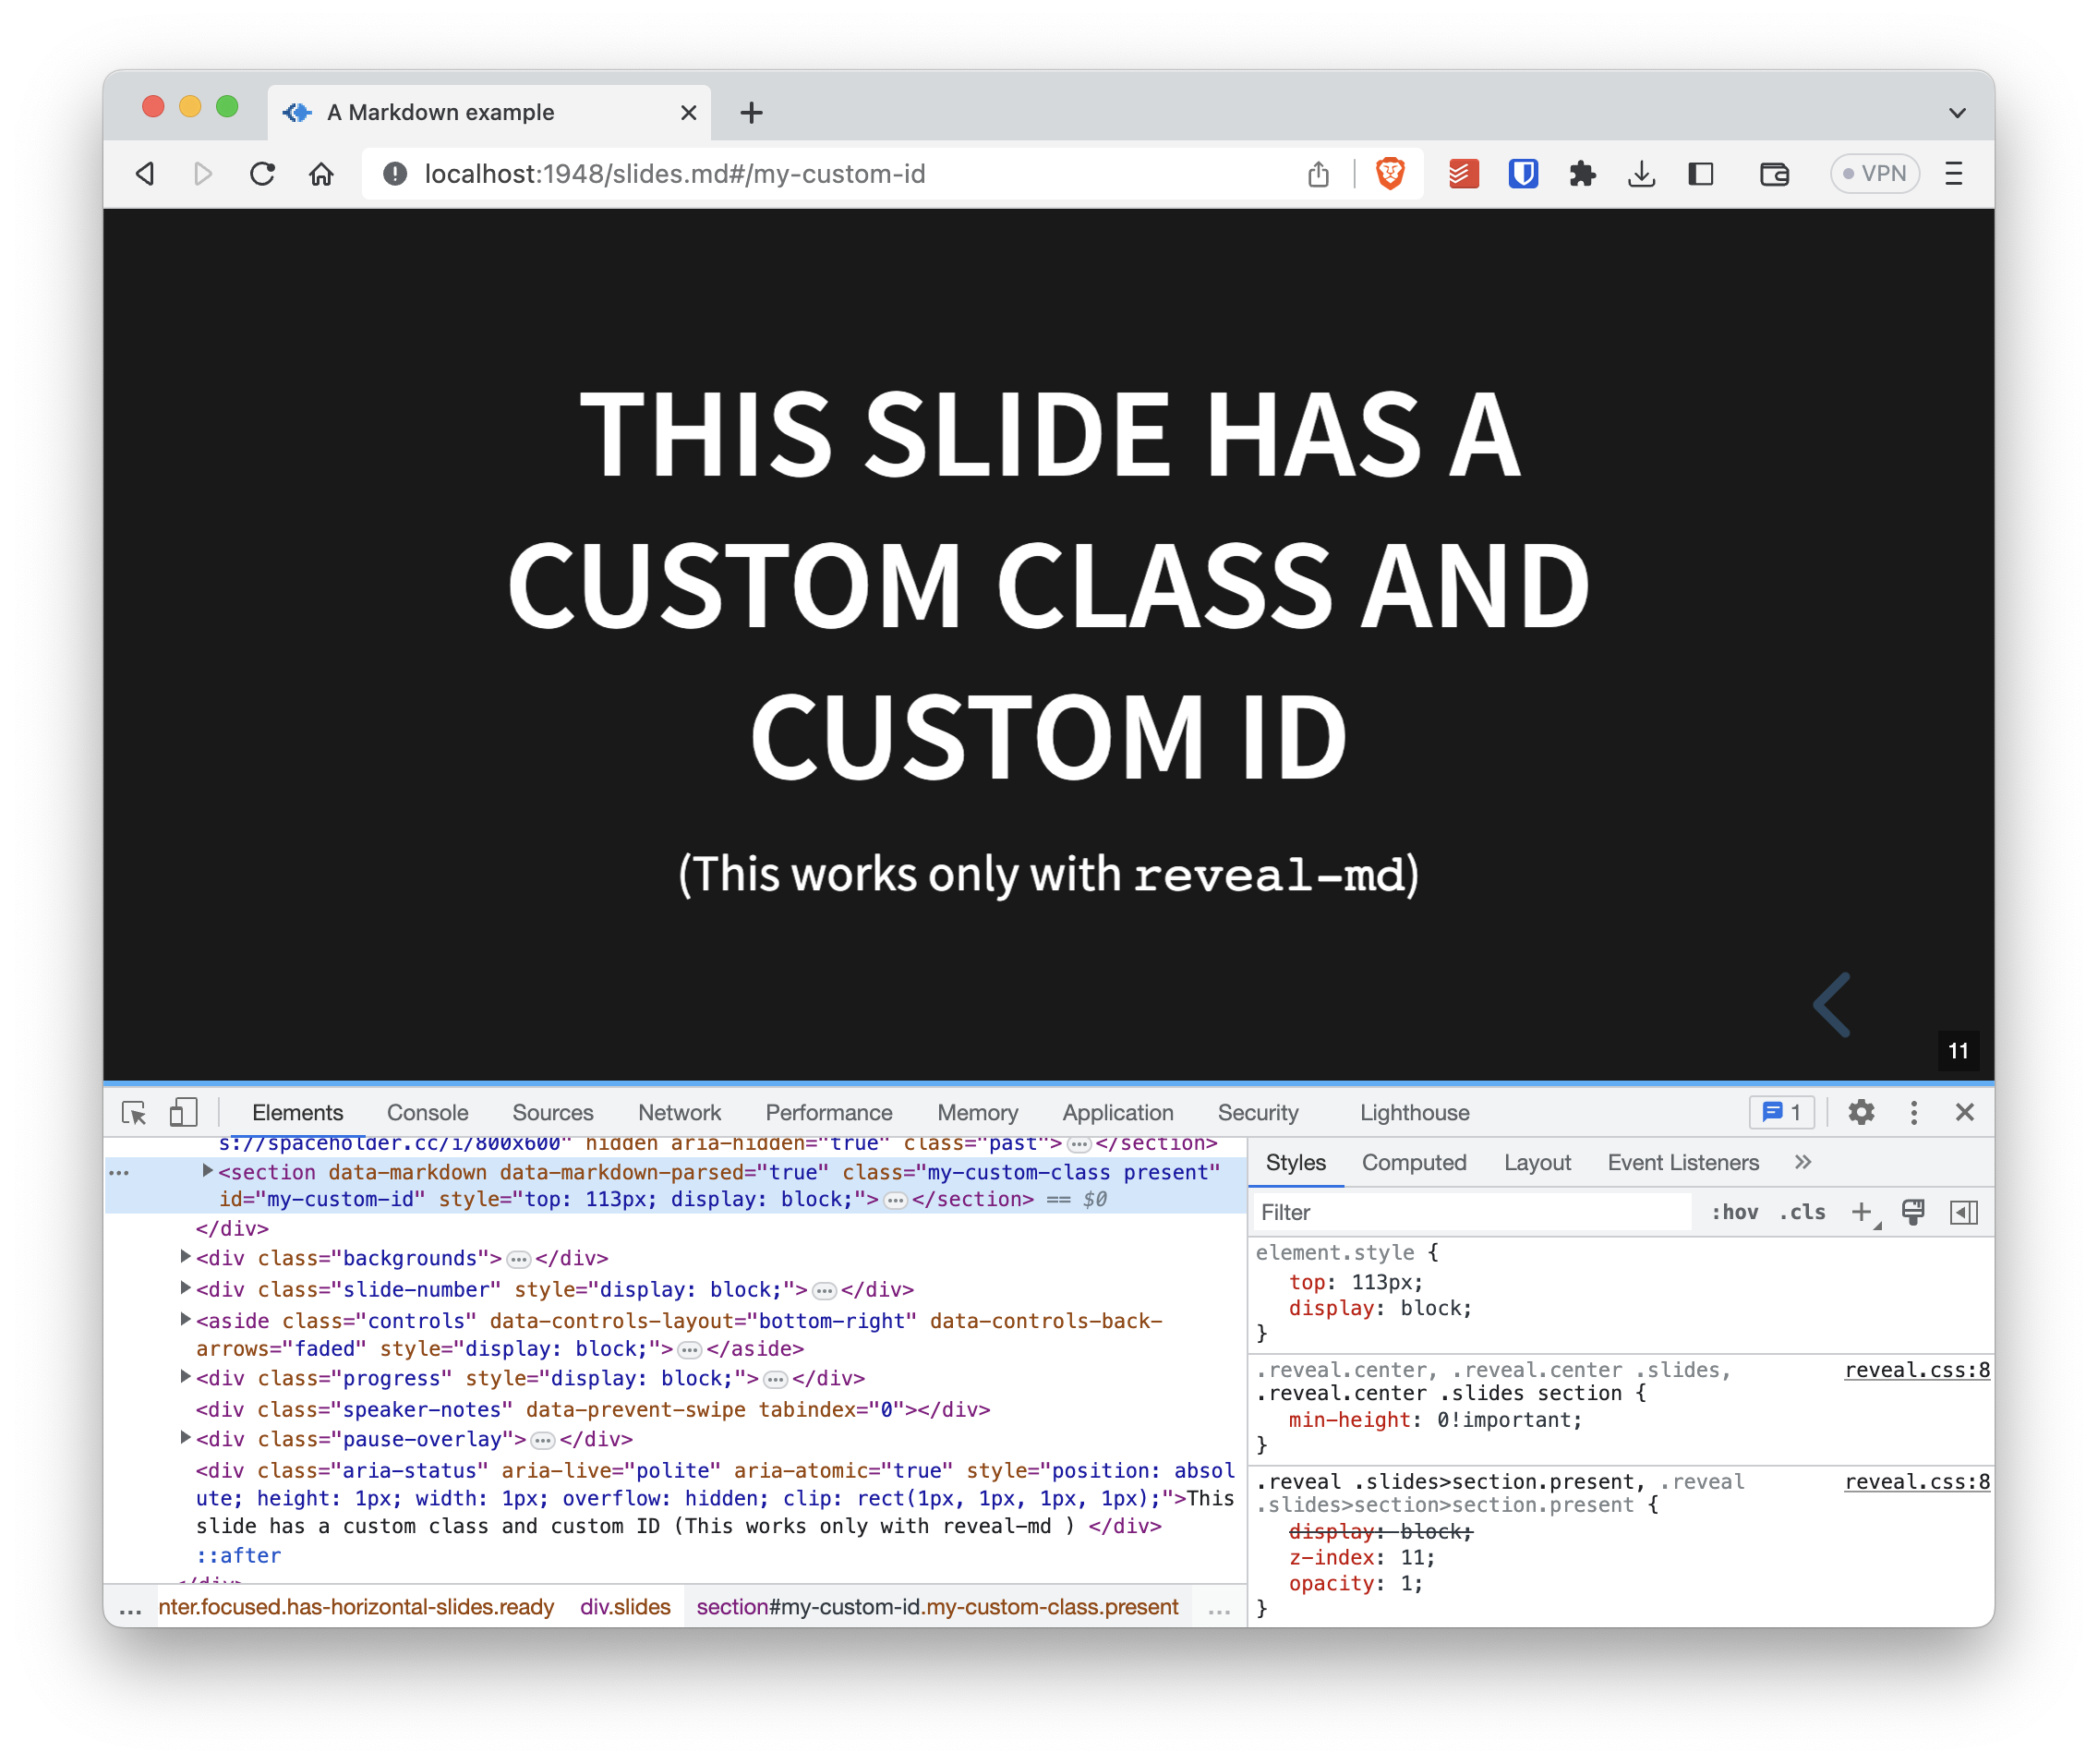 A Markdown example
localhost:1948/slides.md#/my-custom-id
VPN
THIS SLIDE HAS A
CUSTOM CLASS AND
CUSTOM ID
(This works only with reveal-md)
11
Elements Console Sources Network Performance Memory Application Security Lighthouse 1
s://spaceholder.cc/i/800x600" hidden aria-hidden="true" class="past">…</section>
… <section data-markdown data-markdown-parsed="true" class="my-custom-class present"
id="my-custom-id" style="top: 113px; display: block;">…</section> == $0
</div>
<div class="backgrounds">…</div>
<div class="slide-number" style="display: block;">…</div>
<aside class="controls" data-controls-layout="bottom-right" data-controls-back-
arrows="faded" style="display: block;">…</aside>
<div class="progress" style="display: block;">…</div>
<div class="speaker-notes" data-prevent-swipe tabindex="0"></div>
<div class="pause-overlay">…</div>
<div class="aria-status" aria-live="polite" aria-atomic="true" style="position: absol
ute; height: 1px; width: 1px; overflow: hidden; clip: rect(1px, 1px, 1px, 1px);">This
slide has a custom class and custom ID (This works only with reveal-md ) </div>
::after
</div>
… nter.focused.has-horizontal-slides.ready div.slides section#my-custom-id.my-custom-class.present …
Styles Computed Layout Event Listeners »
Filter :hov .cls +
element.style {
top: 113px;
display: block;
}
.reveal.center, .reveal.center .slides, reveal.css:8
.reveal.center .slides section {
min-height: 0!important;
}
.reveal .slides>section.present, .reveal reveal.css:8
.slides>section>section.present {
display: block;
z-index: 11;
opacity: 1;
}